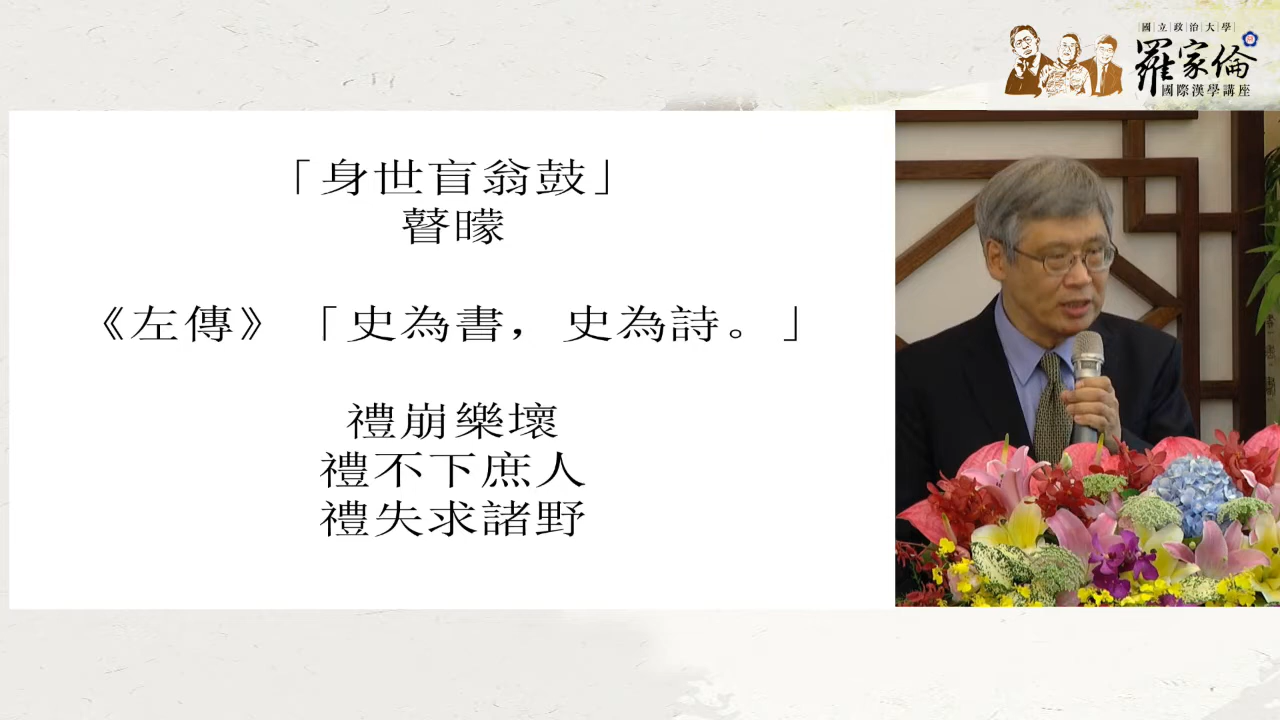 國立政治大學
羅家倫
國際漢學講座
「身世盲翁鼓」
瞽矇
《左傳》「史為書，史為詩。」
禮崩樂壞
禮不下庶人
禮失求諸野